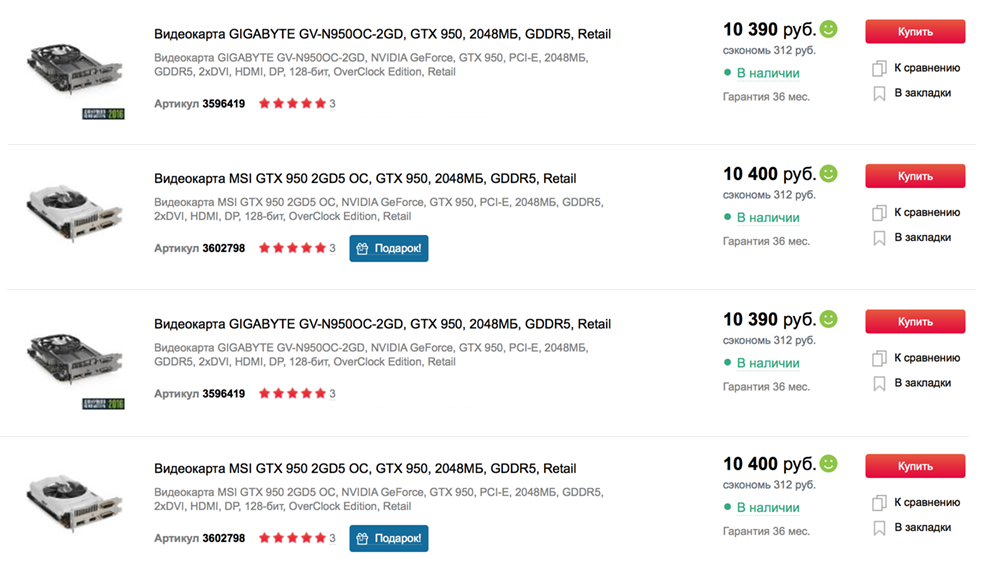 Видеокарта GIGABYTE GV-N950OC-2GD, GTX 950, 2048МБ, GDDR5, Retail
Видеокарта GIGABYTE GV-N950OC-2GD, NVIDIA GeForce, GTX 950, PCI-E, 2048МБ,
GDDR5, 2xDVI, HDMI, DP, 128-бит, OverClock Edition, Retail
Артикул 3596419 3
10 390 руб.
сэкономь 312 руб.
В наличии
Гарантия 36 мес.
Купить
К сравнению
В закладки
Видеокарта MSI GTX 950 2GD5 OC, GTX 950, 2048МБ, GDDR5, Retail
Видеокарта MSI GTX 950 2GD5 OC, NVIDIA GeForce, GTX 950, PCI-E, 2048МБ, GDDR5,
2xDVI, HDMI, DP, 128-бит, OverClock Edition, Retail
Артикул 3602798 3 Подарок!
10 400 руб.
сэкономь 312 руб.
В наличии
Гарантия 36 мес.
Купить
К сравнению
В закладки
Видеокарта GIGABYTE GV-N950OC-2GD, GTX 950, 2048МБ, GDDR5, Retail
Видеокарта GIGABYTE GV-N950OC-2GD, NVIDIA GeForce, GTX 950, PCI-E, 2048МБ,
GDDR5, 2xDVI, HDMI, DP, 128-бит, OverClock Edition, Retail
Артикул 3596419 3
10 390 руб.
сэкономь 312 руб.
В наличии
Гарантия 36 мес.
Купить
К сравнению
В закладки
Видеокарта MSI GTX 950 2GD5 OC, GTX 950, 2048МБ, GDDR5, Retail
Видеокарта MSI GTX 950 2GD5 OC, NVIDIA GeForce, GTX 950, PCI-E, 2048МБ, GDDR5,
2xDVI, HDMI, DP, 128-бит, OverClock Edition, Retail
Артикул 3602798 3 Подарок!
10 400 руб.
сэкономь 312 руб.
В наличии
Гарантия 36 мес.
Купить
К сравнению
В закладки